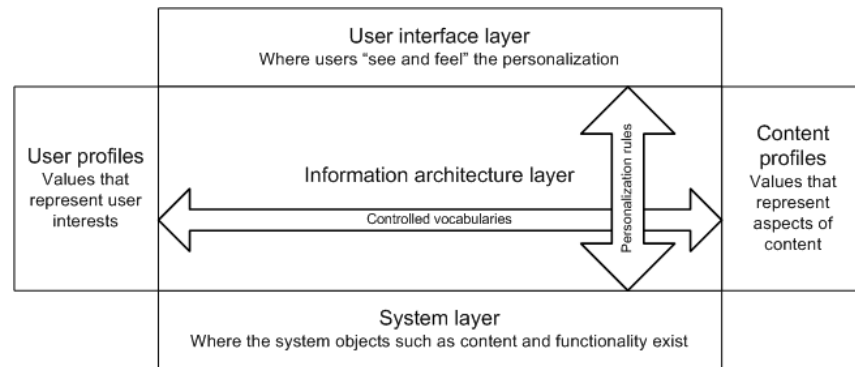 User interface layer
Where users “see and feel” the personalization
User profiles
Values that
represent user
interests
Information architecture layer
Controlled vocabularies
Personalization rules
Content
profiles
Values that
represent
aspects of
content
System layer
Where the system objects such as content and functionality exist